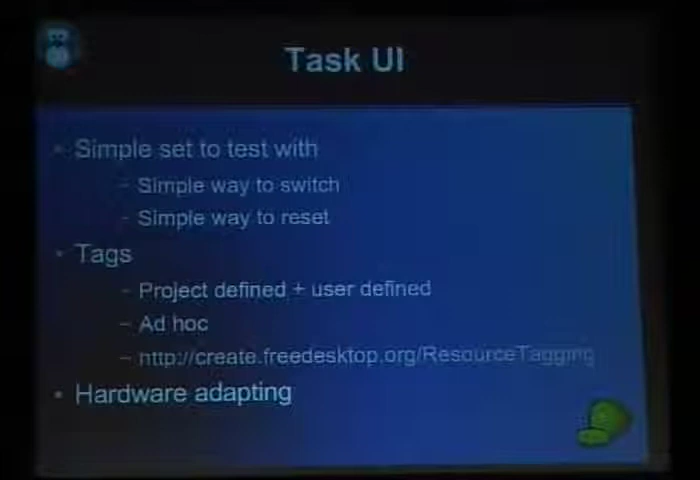 Task UI
Simple set to test with
Simple way to switch
Simple way to reset
Tags
Project defined + user defined
Ad hoc
http://create.freedesktop.org/ResourceTagging
Hardware adapting